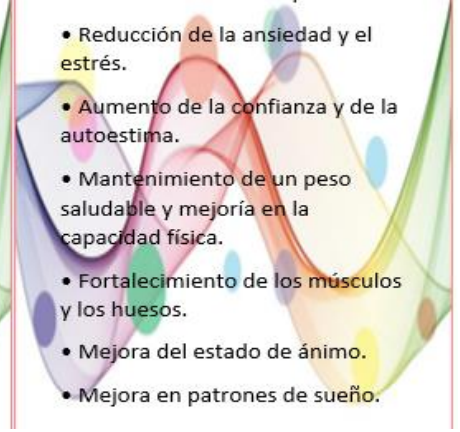 • Reducción de la ansiedad y el
estrés.
• Aumento de la confianza y de la
autoestima.
• Mantenimiento de un peso
saludable y mejoría en la
capacidad física.
• Fortalecimiento de los músculos
y los huesos.
• Mejora del estado de ánimo.
• Mejora en patrones de sueño.